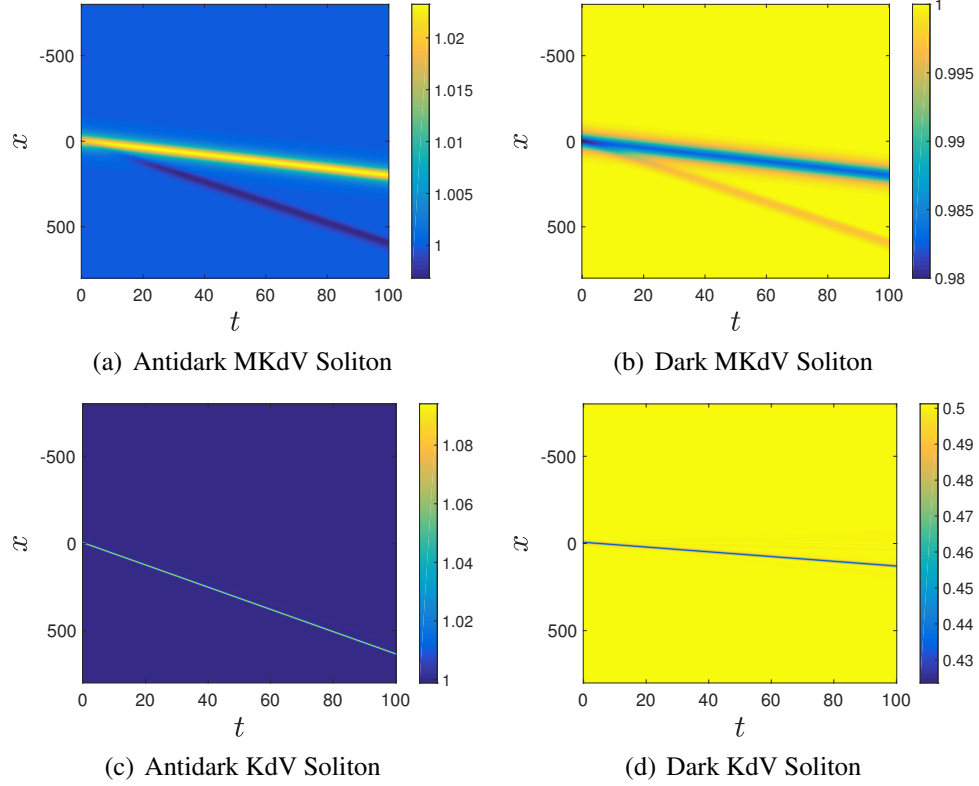 -500
0
500
x
0 20 40 60 80 100
t
1.02
1.015
1.01
1.005
1
(a) Antidark MKdV Soliton
-500
0
500
x
0 20 40 60 80 100
t
1
0.995
0.99
0.985
0.98
(b) Dark MKdV Soliton
-500
0
500
x
0 20 40 60 80 100
t
1.08
1.06
1.04
1.02
1
(c) Antidark KdV Soliton
-500
0
500
x
0 20 40 60 80 100
t
0.5
0.49
0.48
0.47
0.46
0.45
0.44
0.43
(d) Dark KdV Soliton